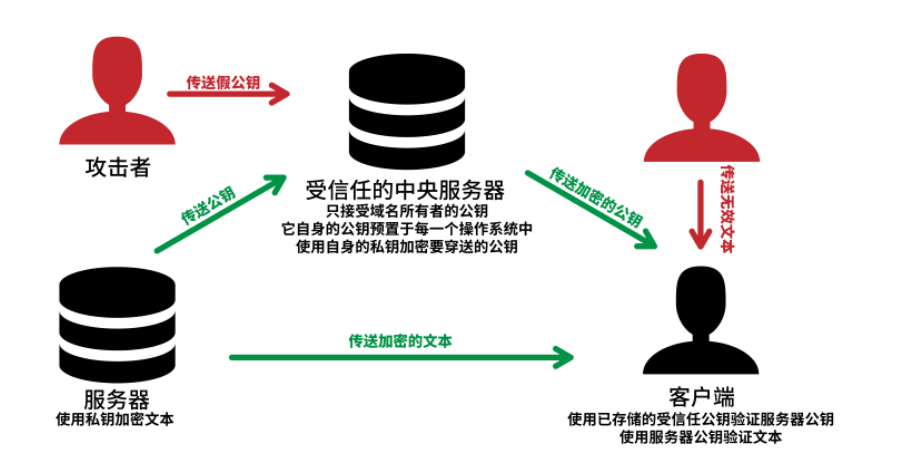 传送假公钥
攻击者
传送公钥
受信任的中央服务器
只接受域名所有者的公钥
它自身的公钥预置于每一个操作系统中
使用自身的私钥加密要穿送的公钥
传送加密的公钥
传送无效文本
传送加密的文本
服务器
使用私钥加密文本
客户端
使用已存储的受信任公钥验证服务器公钥
使用服务器公钥验证文本